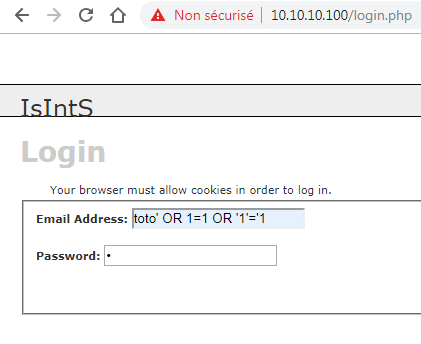 Non sécurisé | 10.10.10.100/login.php
IsIntS
Login
Your browser must allow cookies in order to log in.
Email Address: toto' OR 1=1 OR '1'='1
Password: •